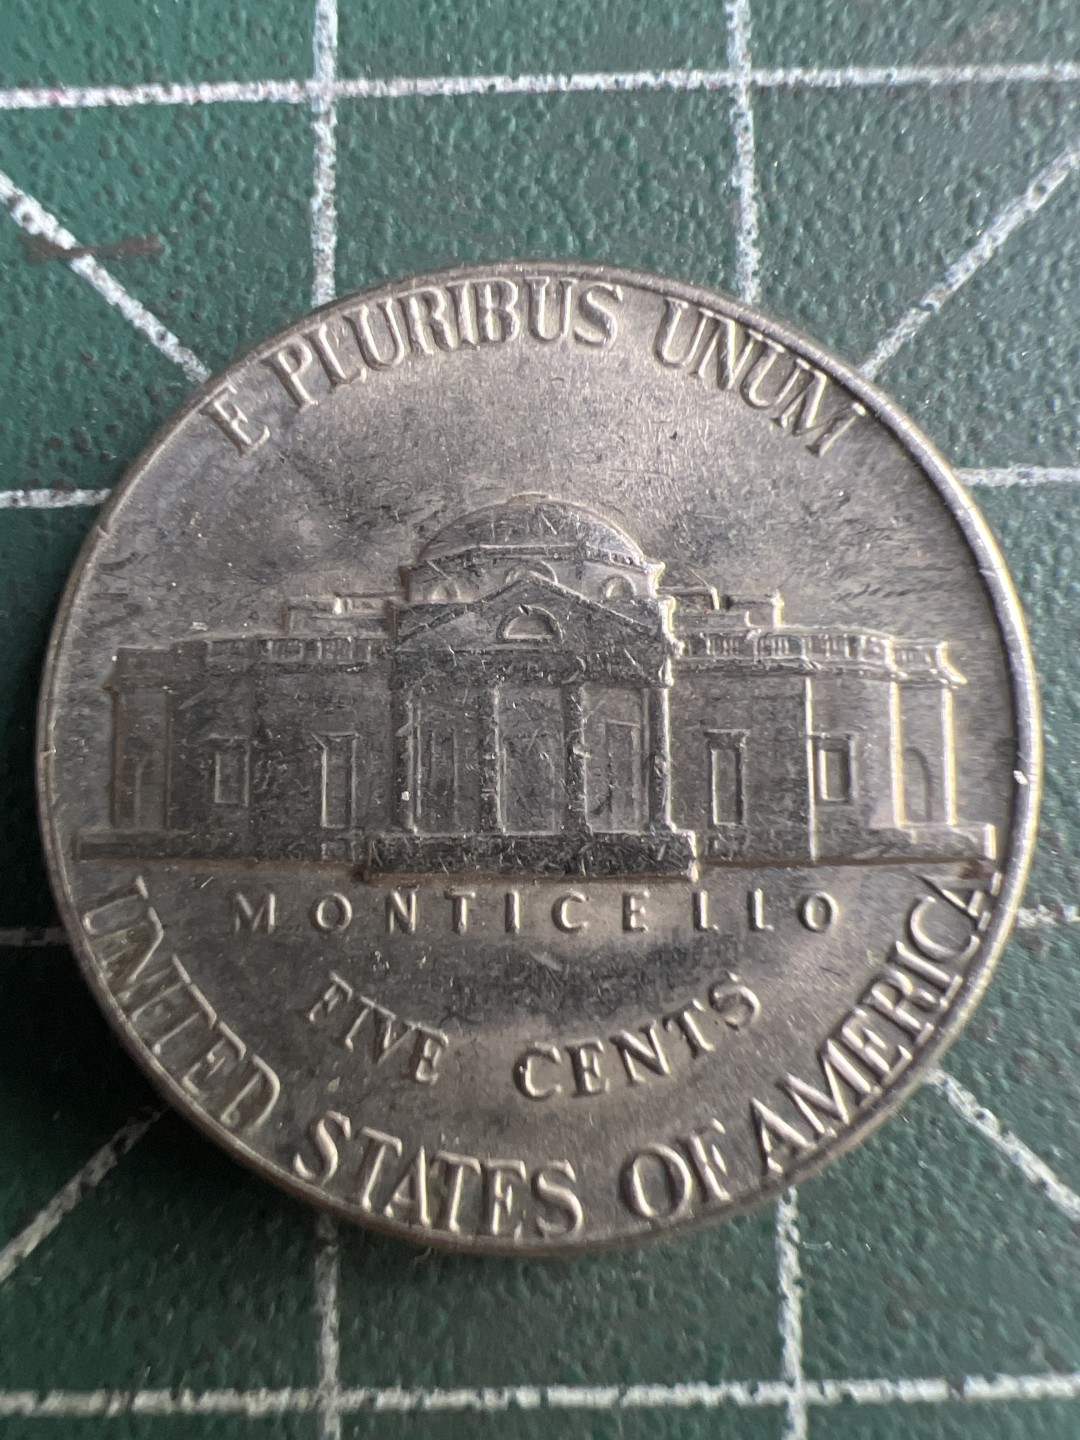 E PLURIBUS UNUM
MONTICELLO
FIVE CENTS
UNITED STATES OF AMERICA